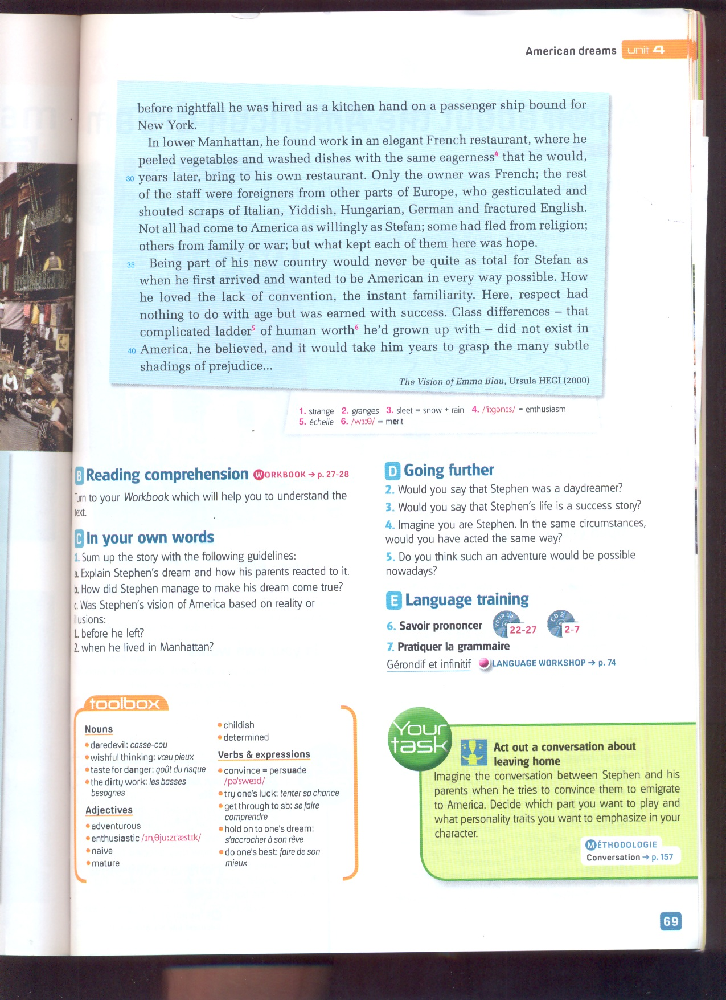 American dreams unit 4
before nightfall he was hired as a kitchen hand on a passenger ship bound for
New York.
In lower Manhattan, he found work in an elegant French restaurant, where he
peeled vegetables and washed dishes with the same eagerness4 that he would,
30 years later, bring to his own restaurant. Only the owner was French; the rest
of the staff were foreigners from other parts of Europe, who gesticulated and
shouted scraps of Italian, Yiddish, Hungarian, German and fractured English.
Not all had come to America as willingly as Stefan; some had fled from religion;
others from family or war; but what kept each of them here was hope.
35 Being part of his new country would never be quite as total for Stefan as
when he first arrived and wanted to be American in every way possible. How
he loved the lack of convention, the instant familiarity. Here, respect had
nothing to do with age but was earned with success. Class differences – that
complicated ladder5 of human worth6 he'd grown up with – did not exist in
40 America, he believed, and it would take him years to grasp the many subtle
shadings of prejudice...
The Vision of Emma Blau, Ursula HEGI (2000)
1. strange 2. granges 3. sleet = snow + rain 4. /'i:gənɪs/ = enthusiasm
5. échelle 6. /wɜ:θ/ = merit
B Reading comprehension WORKBOOK → p. 27-28
Turn to your Workbook which will help you to understand the
text.
C In your own words
1. Sum up the story with the following guidelines:
a. Explain Stephen's dream and how his parents reacted to it.
b. How did Stephen manage to make his dream come true?
c. Was Stephen's vision of America based on reality or
illusions:
1. before he left?
2. when he lived in Manhattan?
D Going further
2. Would you say that Stephen was a daydreamer?
3. Would you say that Stephen's life is a success story?
4. Imagine you are Stephen. In the same circumstances,
would you have acted the same way?
5. Do you think such an adventure would be possible
nowadays?
E Language training
6. Savoir prononcer YOUR CD 22-27 CD 2 2-7
7. Pratiquer la grammaire
Gérondif et infinitif LANGUAGE WORKSHOP → p. 74
toolbox
Nouns
• daredevil: casse-cou
• wishful thinking: vœu pieux
• taste for danger: goût du risque
• the dirty work: les basses
besognes
Adjectives
• adventurous
• enthusiastic /ɪnˌθju:zɪ'æstɪk/
• naive
• mature
• childish
• determined
Verbs & expressions
• convince = persuade
/pə'sweɪd/
• try one's luck: tenter sa chance
• get through to sb: se faire
comprendre
• hold on to one's dream:
s'accrocher à son rêve
• do one's best: faire de son
mieux
Your
task
Act out a conversation about
leaving home
Imagine the conversation between Stephen and his
parents when he tries to convince them to emigrate
to America. Decide which part you want to play and
what personality traits you want to emphasize in your
character.
MÉTHODOLOGIE
Conversation → p. 157
69